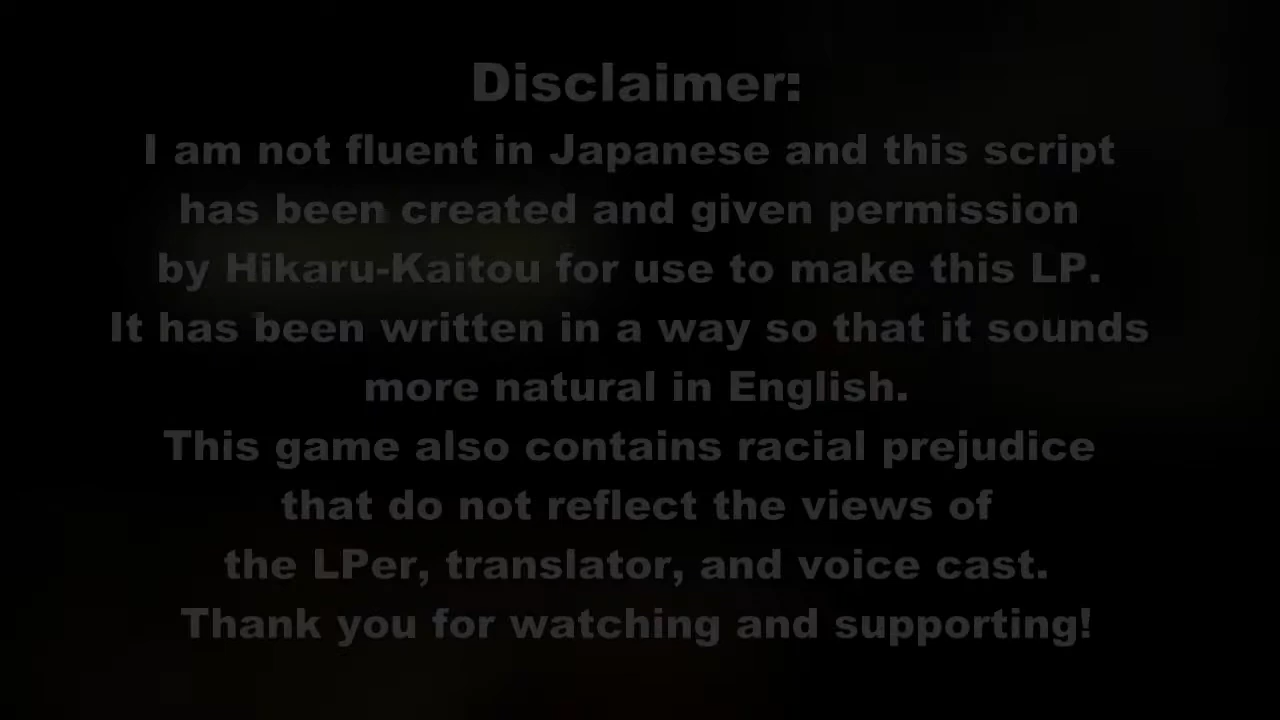 Disclaimer:
I am not fluent in Japanese and this script
has been created and given permission
by Hikaru-Kaitou for use to make this LP.
It has been written in a way so that it sounds
more natural in English.
This game also contains racial prejudice
that do not reflect the views of
the LPer, translator, and voice cast.
Thank you for watching and supporting!